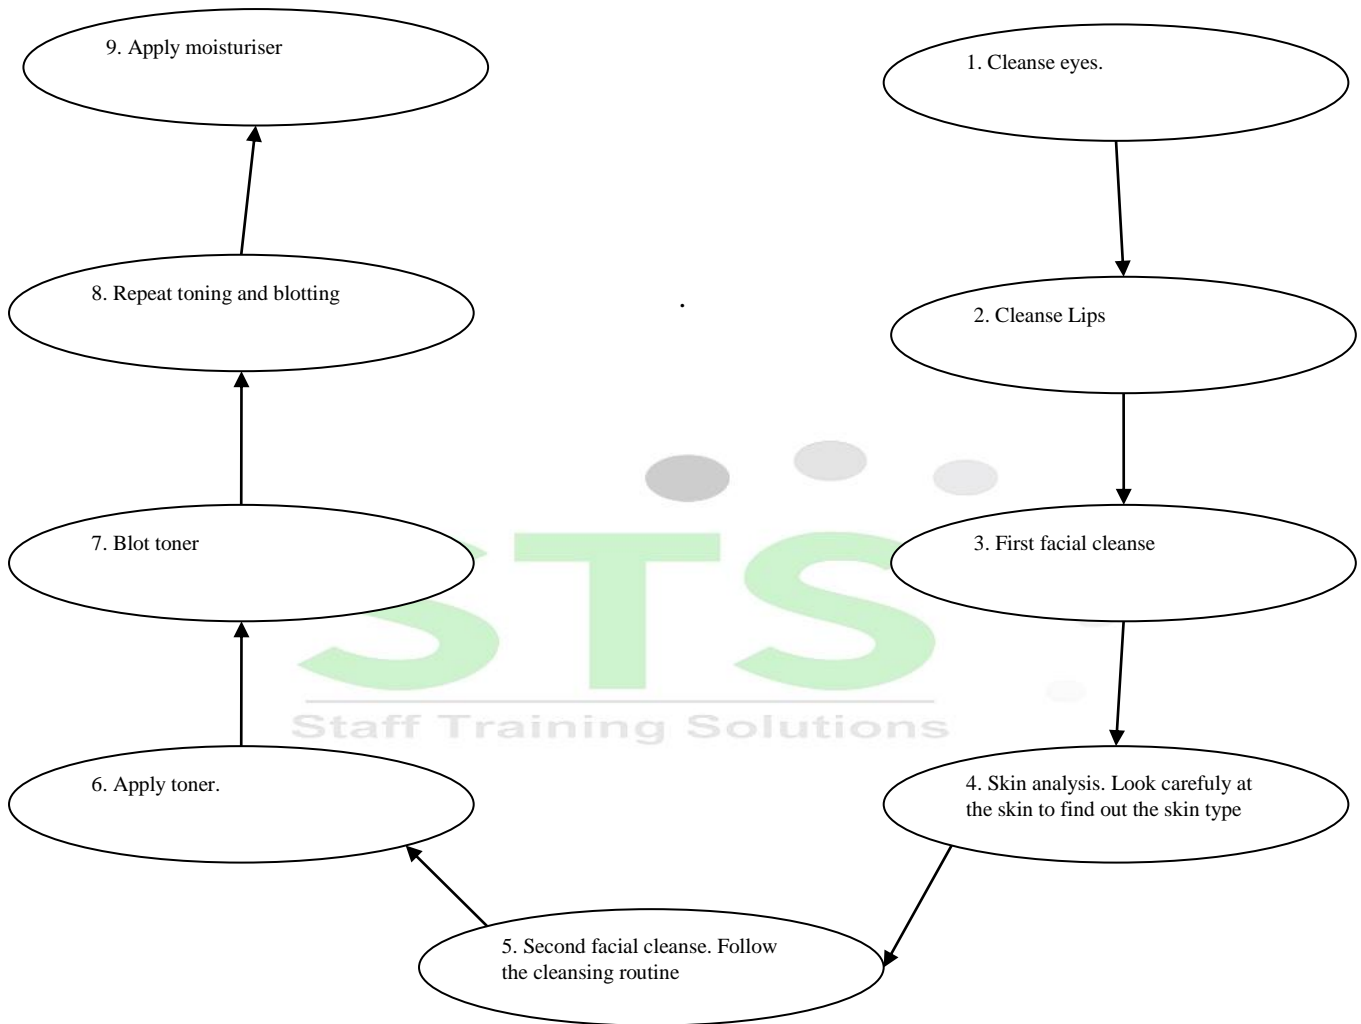 1. Cleanse eyes.
2. Cleanse Lips
3. First facial cleanse
4. Skin analysis. Look carefuly at
the skin to find out the skin type
5. Second facial cleanse. Follow
the cleansing routine
6. Apply toner.
7. Blot toner
8. Repeat toning and blotting
9. Apply moisturiser
.
STS
Staff Training Solutions